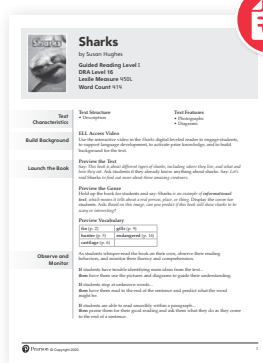 Sharks
Sharks
by Susan Hughes
Guided Reading Level I
DRA Level 16
Lexile Measure 450L
Word Count 414
Text Characteristics
Text Structure
• Description
Text Features
• Photographs
• Diagrams
Build Background
ELL Access Video
Use the interactive video to the Sharks digital leveled reader to engage students,
to support language development, to activate prior knowledge, and to build
background for the text.
Launch the Book
Preview the Text
Say: This book is about different types of sharks, including where they live, and what and
how they eat. Ask students if they already know anything about sharks. Say: Let's
read Sharks to find out more about these amazing creatures.
Preview the Genre
Hold up the book for students and say: Sharks is an example of informational
text, which means it tells about a real person, place, or thing. Display the cover for
students. Ask: Based on this image, can you predict if this book will show sharks to be
scary or interesting?
Preview Vocabulary
fin (p. 2)
gills (p. 9)
hunter (p. 5)
endangered (p. 16)
cartilage (p. 6)
Observe and Monitor
As students whisper-read the book on their own, observe their reading
behaviors, and monitor their fluency and comprehension.
If students have trouble identifying main ideas from the text...
then have them use the pictures and diagrams to guide their understanding.
If students stop at unknown words...
then have them read to the end of the sentence and predict what the word
might be.
If students are able to read smoothly within a paragraph...
then praise them for their good reading and ask them what they do as they come
to the end of a sentence.
Pearson © Copyright 2020